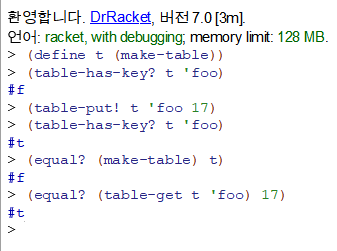 환영합니다. DrRacket, 버전 7.0 [3m].
언어: racket, with debugging; memory limit: 128 MB.
> (define t (make-table))
> (table-has-key? t 'foo)
#f
> (table-put! t 'foo 17)
> (table-has-key? t 'foo)
#t
> (equal? (make-table) t)
#f
> (equal? (table-get t 'foo) 17)
#t
>